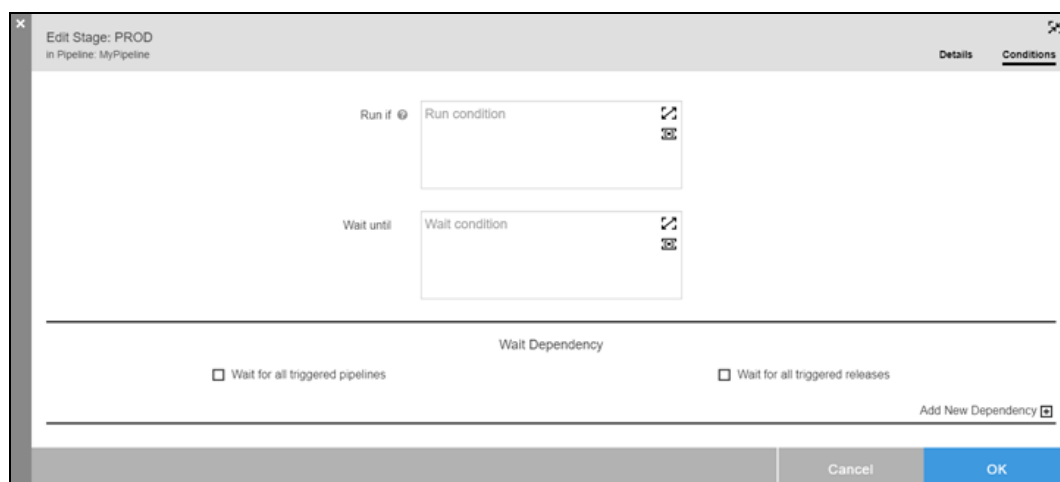 Edit Stage: PROD
in Pipeline: MyPipeline
Details Conditions
Run if Run condition
Wait until Wait condition
Wait Dependency
Wait for all triggered pipelines Wait for all triggered releases
Add New Dependency
Cancel OK